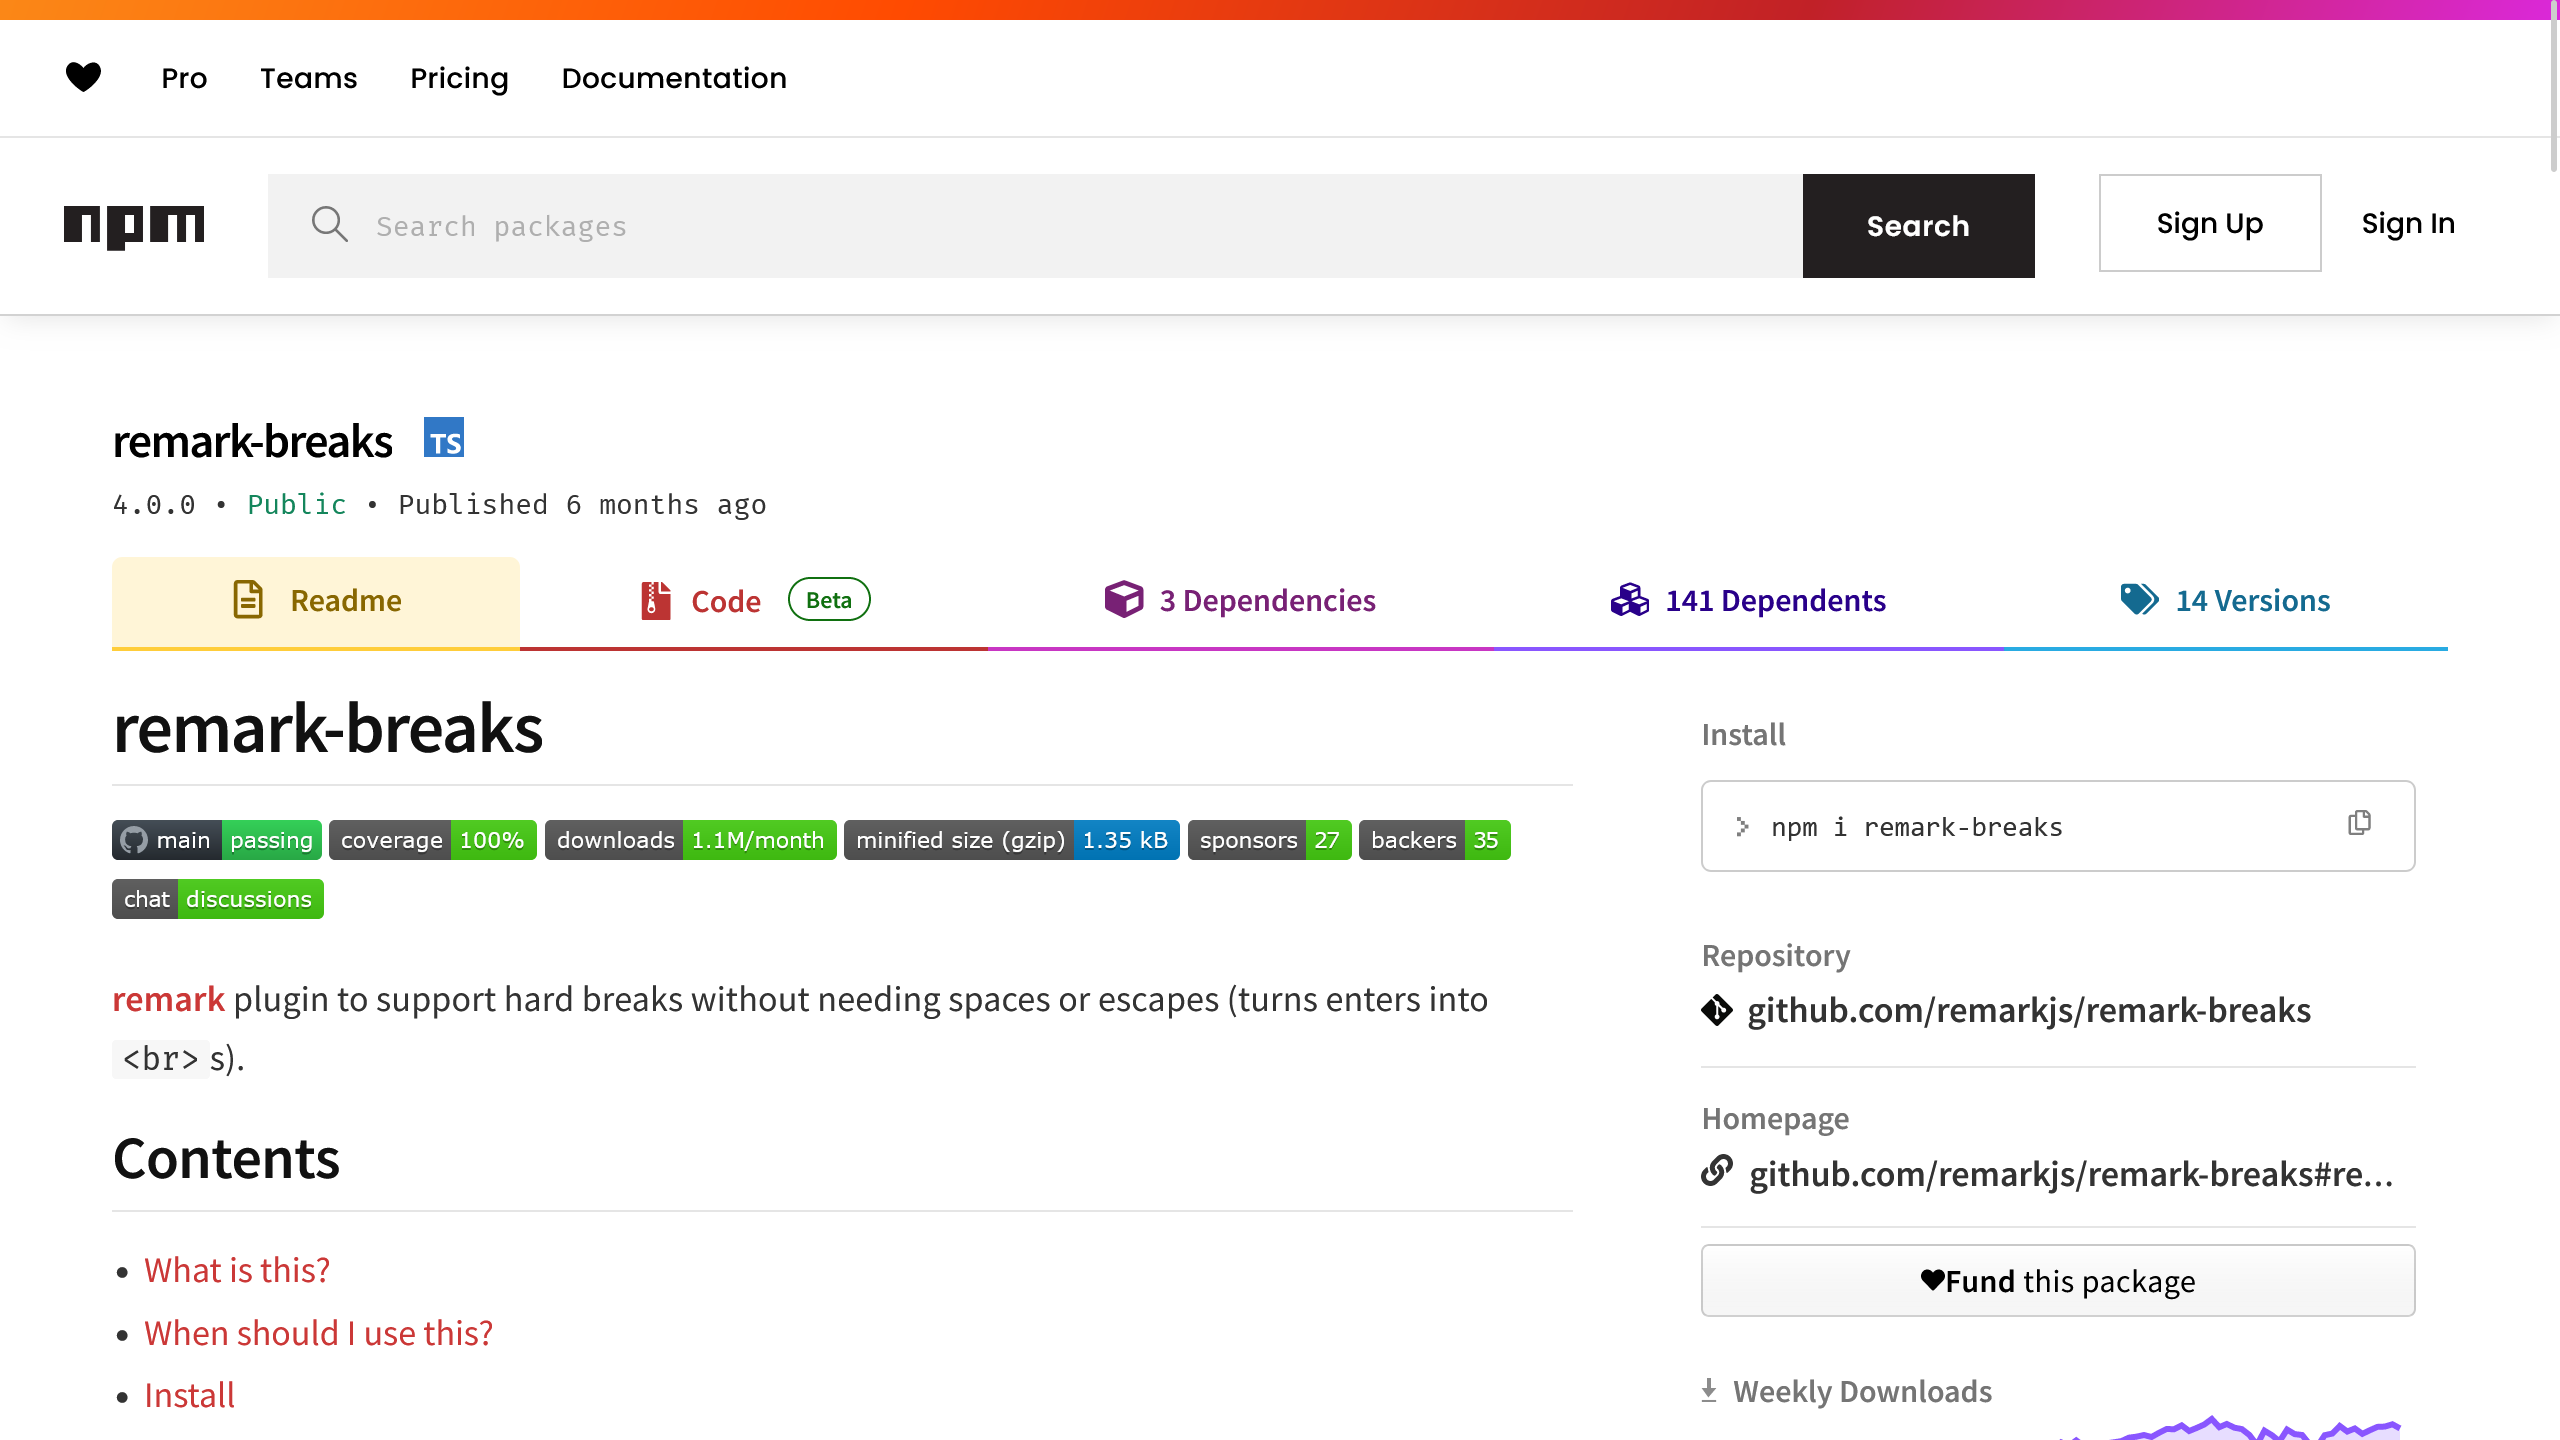 Pro Teams Pricing Documentation
npm
Search packages
Search
Sign Up
Sign In
remark-breaks TS
4.0.0 • Public • Published 6 months ago
Readme
Code Beta
3 Dependencies
141 Dependents
14 Versions
remark-breaks
main passing coverage 100% downloads 1.1M/month minified size (gzip) 1.35 kB sponsors 27 backers 35
chat discussions
remark plugin to support hard breaks without needing spaces or escapes (turns enters into
<br>s).
Contents
• What is this?
• When should I use this?
• Install
Install
npm i remark-breaks
Repository
github.com/remarkjs/remark-breaks
Homepage
github.com/remarkjs/remark-breaks#re...
Fund this package
Weekly Downloads